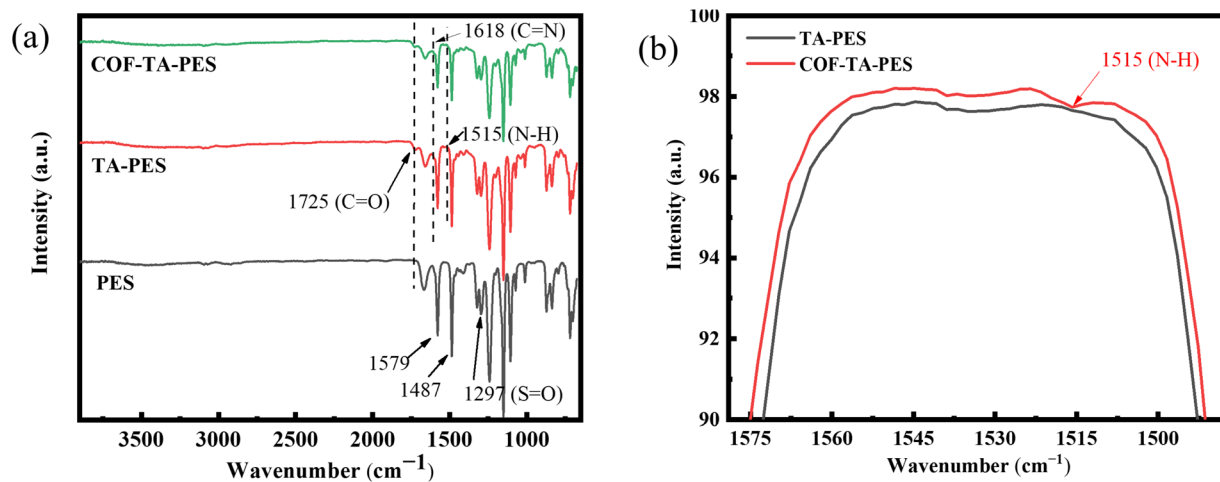 (a)
1618 (C=N)
COF-TA-PES
1515 (N-H)
TA-PES
1725 (C=O)
PES
1579
1487
1297 (S=O)
Intensity (a.u.)
3500 3000 2500 2000 1500 1000
Wavenumber (cm⁻¹)
(b)
TA-PES
COF-TA-PES
1515 (N-H)
100
98
96
94
92
90
Intensity (a.u.)
1575 1560 1545 1530 1515 1500
Wavenumber (cm⁻¹)